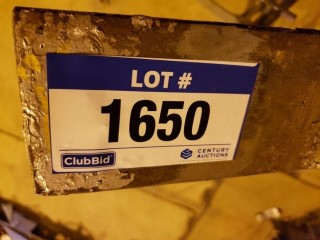 LOT #
1650
ClubBid
CENTURY
AUCTIONS